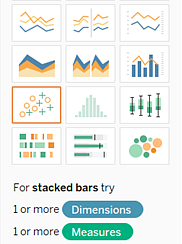 For stacked bars try
1 or more Dimensions
1 or more Measures